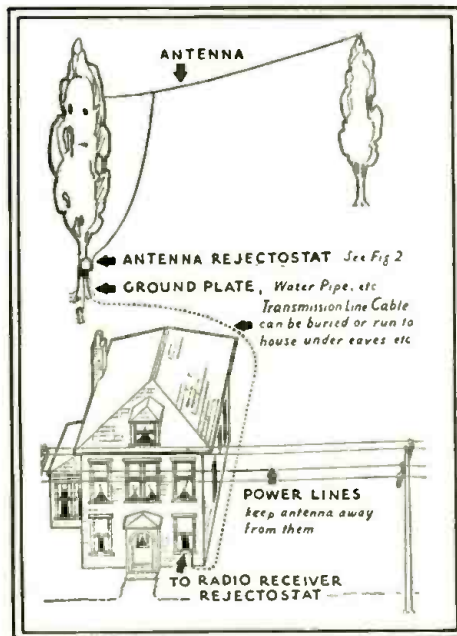 ANTENNA
ANTENNA REJECTOSTAT See Fig 2
GROUND PLATE, Water Pipe, etc
Transmission Line Cable
can be buried or run to
house under eaves etc
POWER LINES
keep antenna away
from them
TO RADIO RECEIVER
REJECTOSTAT